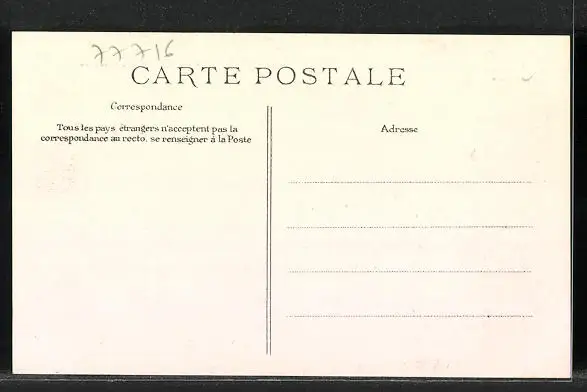 77716
CARTE POSTALE
Correspondance
Tous les pays étrangers n'acceptent pas la
correspondance au recto, se renseigner à la Poste
Adresse